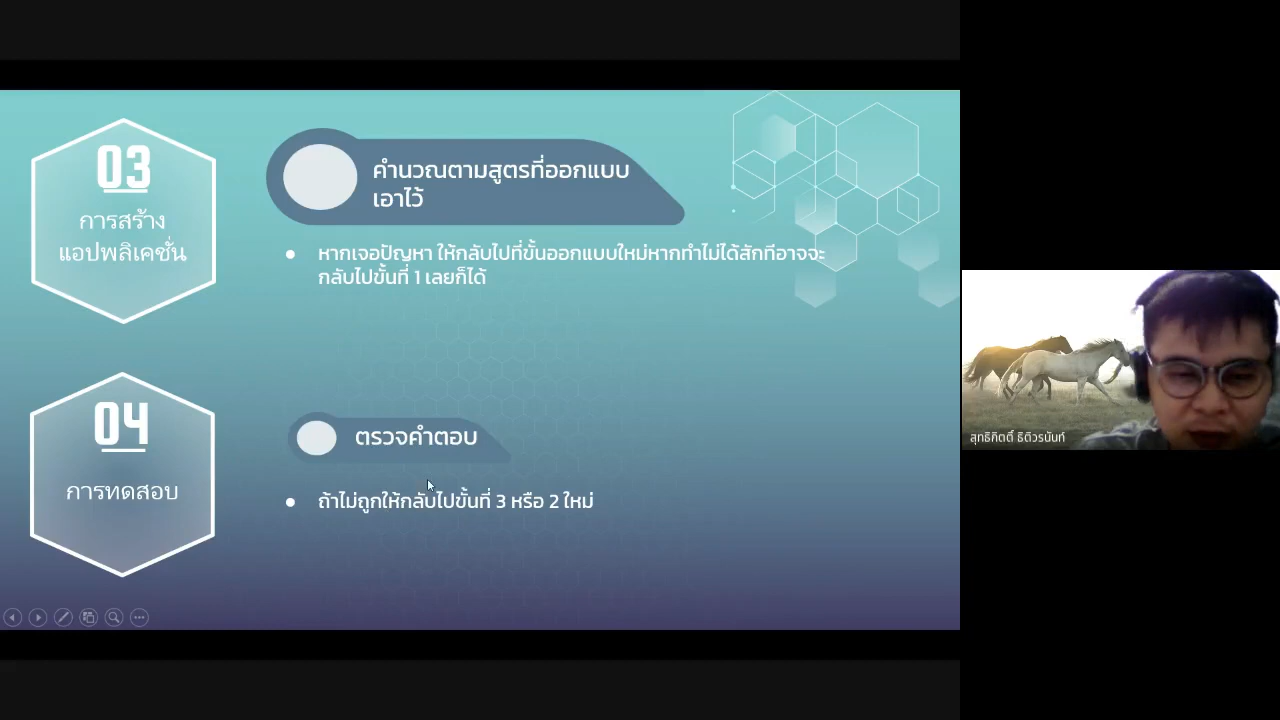 03
การสร้าง
แอปพลิเคชั่น
คำนวณตามสูตรที่ออกแบบ
เอาไว้
หากเจอปัญหา ให้กลับไปที่ขั้นออกแบบใหม่หากทำไม่ได้สักทีอาจจะ
กลับไปขั้นที่ 1 เลยก็ได้
04
การทดสอบ
ตรวจคำตอบ
ถ้าไม่ถูกให้กลับไปขั้นที่ 3 หรือ 2 ใหม่
สุทธิกิตติ์ ธิติวรนันท์